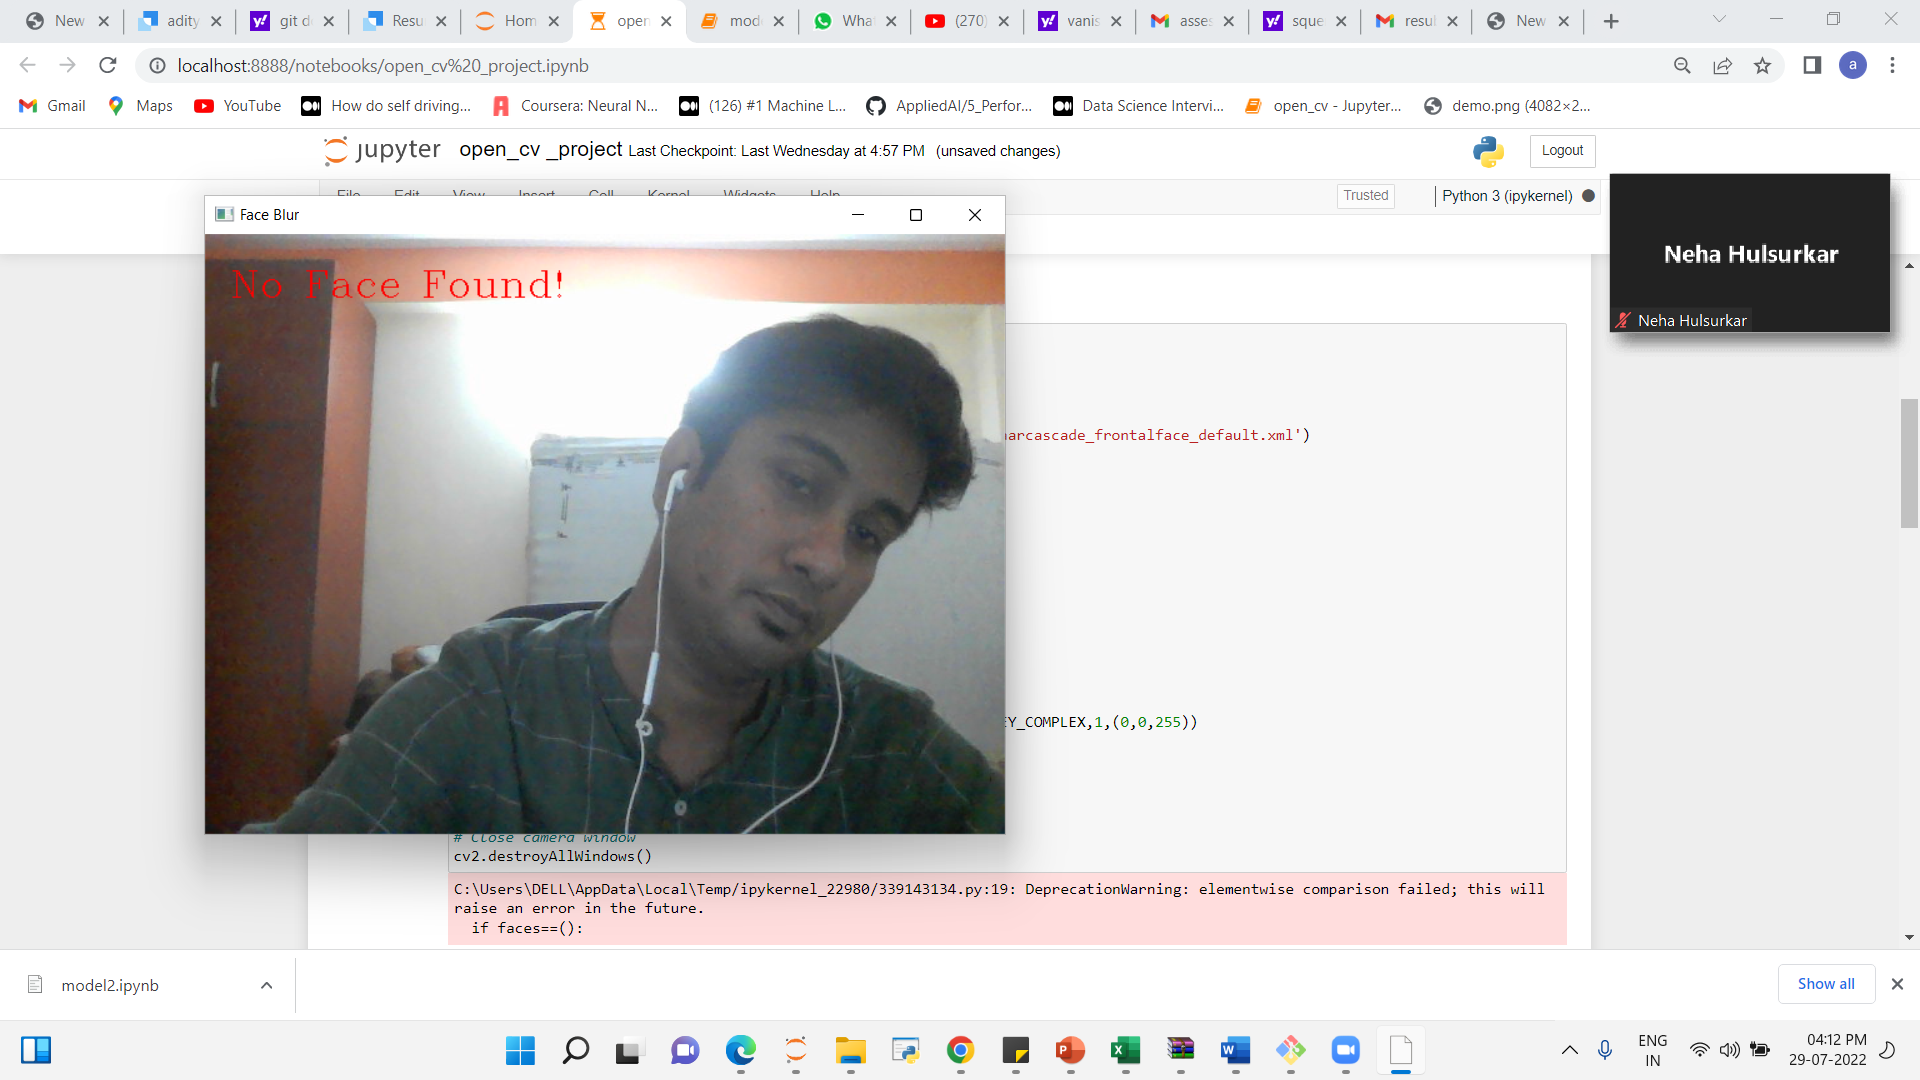 New
adity
git d
Resu
Hom
open
mod
What
(270)
vanis
asses
sque
resul
New
localhost:8888/notebooks/open_cv%20_project.ipynb
a
Gmail
Maps
YouTube
How do self driving...
Coursera: Neural N...
(126) #1 Machine L...
AppliedAI/5_Perfor...
Data Science Intervi...
open_cv - Jupyter...
demo.png (4082×2...
jupyter open_cv _project Last Checkpoint: Last Wednesday at 4:57 PM (unsaved changes)
Logout
File Edit View Insert Cell Kernel Widgets Help
Trusted
Python 3 (ipykernel)
Face Blur
No Face Found!
Neha Hulsurkar
Neha Hulsurkar
arcascade_frontalface_default.xml')
EY_COMPLEX,1,(0,0,255))
# Close camera window
cv2.destroyAllWindows()
C:\Users\DELL\AppData\Local\Temp/ipykernel_22980/339143134.py:19: DeprecationWarning: elementwise comparison failed; this will
raise an error in the future.
if faces==():
model2.ipynb
Show all
ENG
IN
04:12 PM
29-07-2022